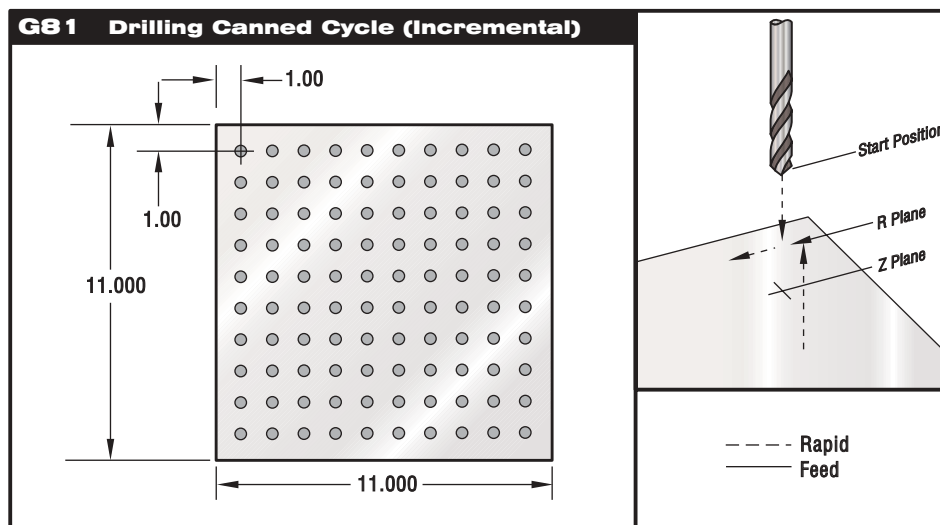 G81 Drilling Canned Cycle (Incremental)
1.00
1.00
11.000
11.000
Start Position
R Plane
Z Plane
Rapid
Feed